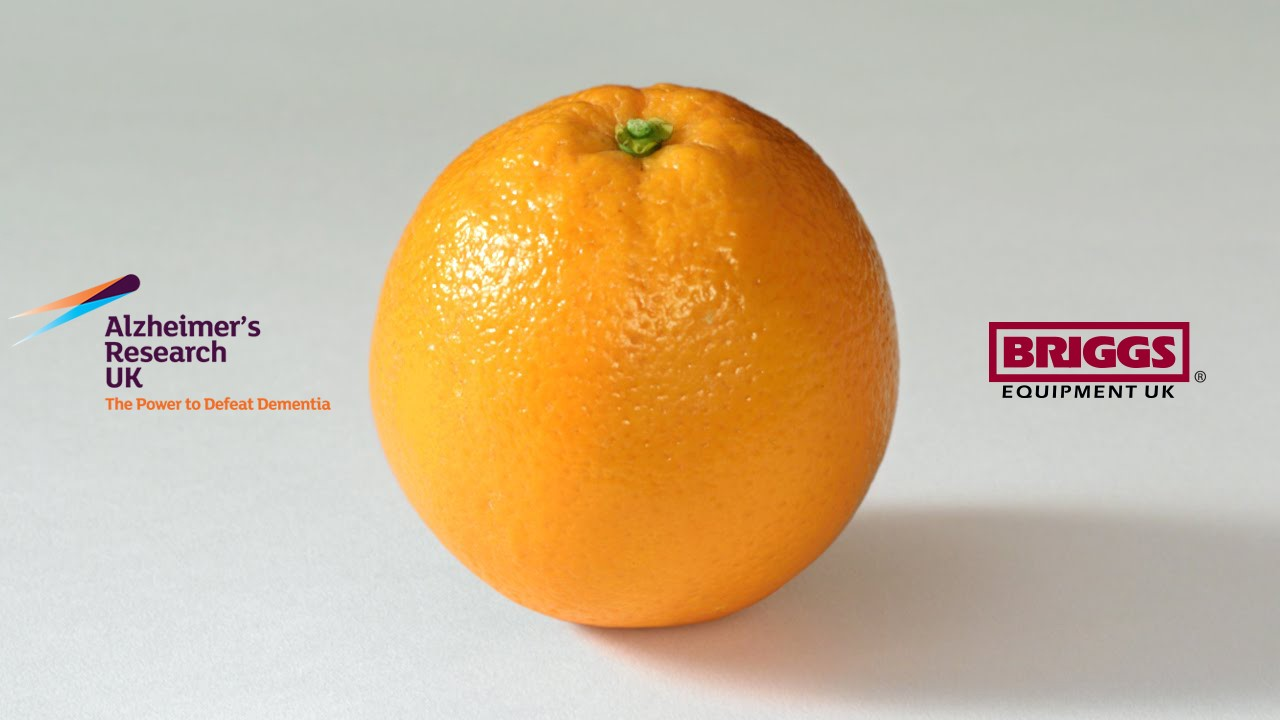 Alzheimer's
Research
UK
The Power to Defeat Dementia
BRIGGS
®
EQUIPMENT UK